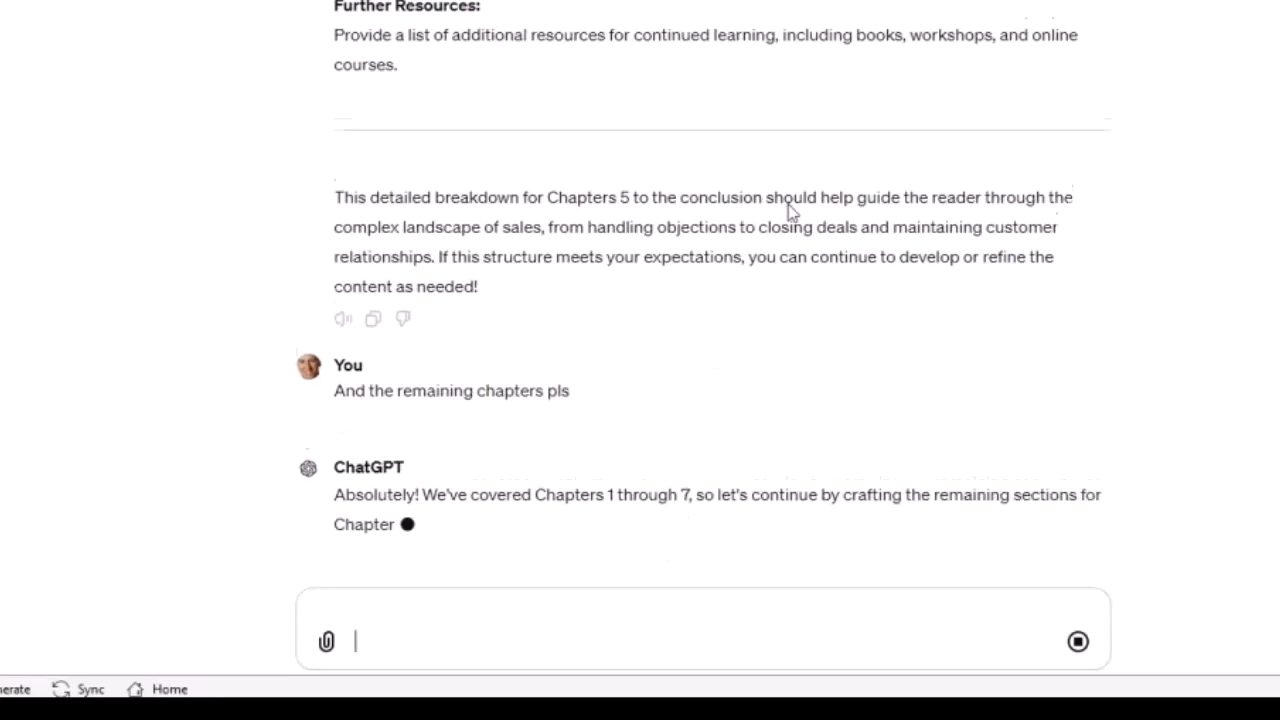 Further Resources:
Provide a list of additional resources for continued learning, including books, workshops, and online
courses.
This detailed breakdown for Chapters 5 to the conclusion should help guide the reader through the
complex landscape of sales, from handling objections to closing deals and maintaining customer
relationships. If this structure meets your expectations, you can continue to develop or refine the
content as needed!
You
And the remaining chapters pls
ChatGPT
Absolutely! We've covered Chapters 1 through 7, so let's continue by crafting the remaining sections for
Chapter
nerate Sync Home